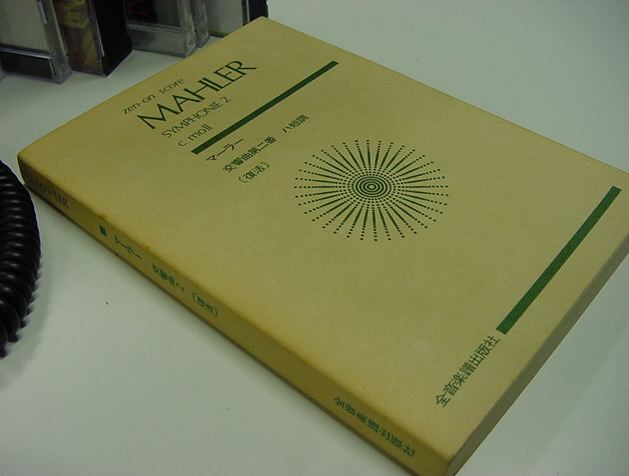 zen-on score
MAHLER
SYMPHONIE 2
c moll
マーラー
交響曲第二番 ハ短調
〔復活〕
全音楽譜出版社
MAHLER
マーラー 交響曲二 〔復活〕
全音楽譜出版社